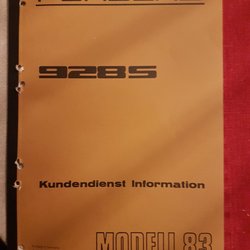 928S
Kundendienst Information
MODELL 83